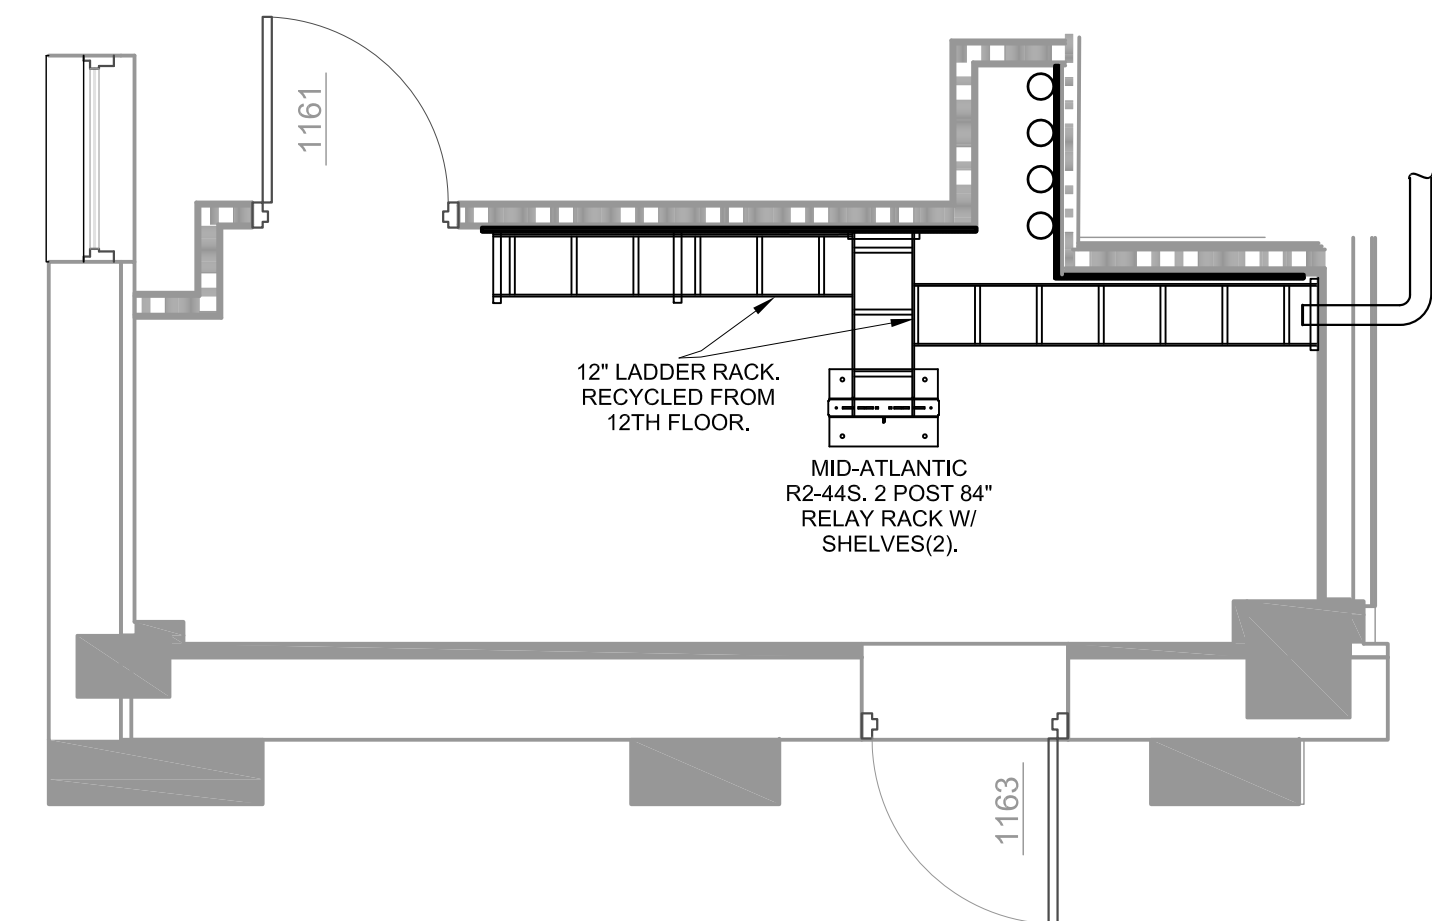 1161
12" LADDER RACK.
RECYCLED FROM
12TH FLOOR.
MID-ATLANTIC
R2-44S. 2 POST 84"
RELAY RACK W/
SHELVES(2).
1163